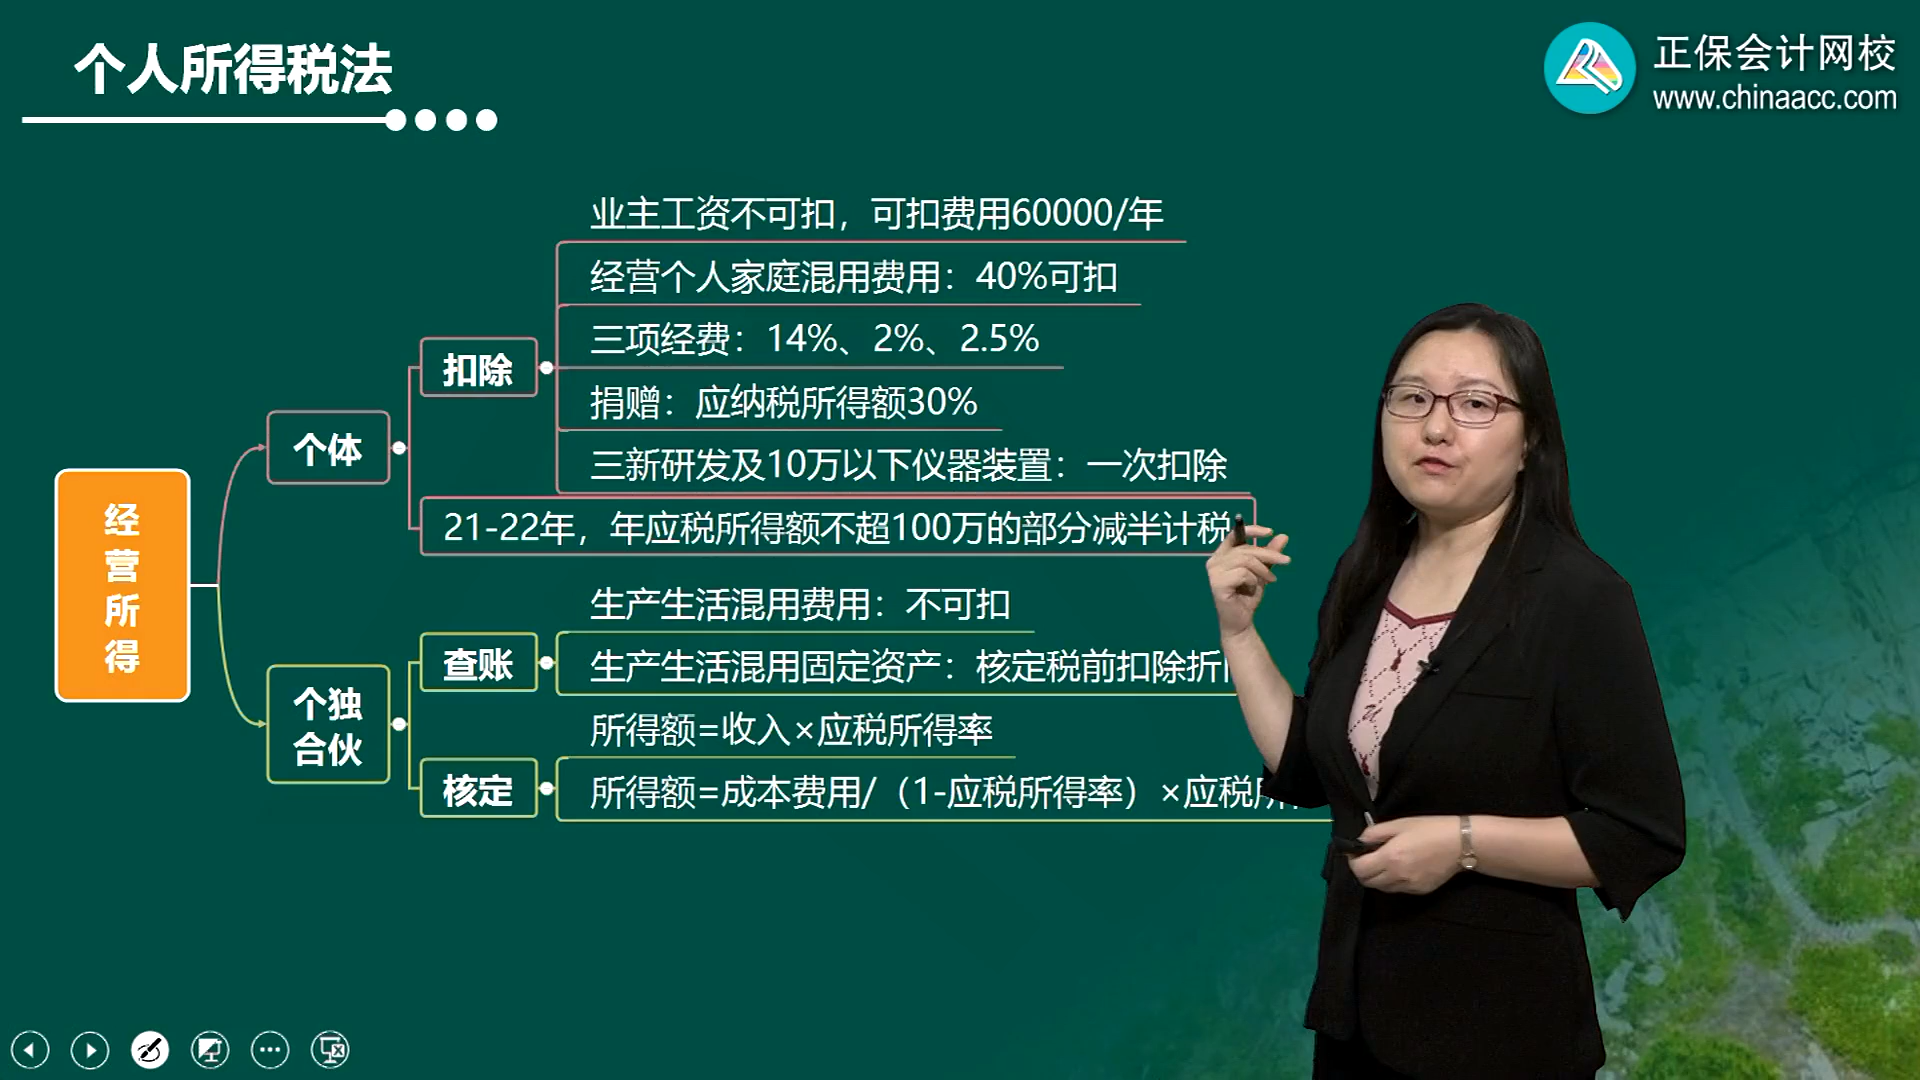 个人所得税法
正保会计网校
www.chinaacc.com
经营所得
个体
扣除
业主工资不可扣，可扣费用60000/年
经营个人家庭混用费用：40%可扣
三项经费：14%、2%、2.5%
捐赠：应纳税所得额30%
三新研发及10万以下仪器装置：一次扣除
21-22年，年应税所得额不超100万的部分减半计税
个独
合伙
查账
生产生活混用费用：不可扣
生产生活混用固定资产：核定税前扣除折
核定
所得额=收入×应税所得率
所得额=成本费用/（1-应税所得率）×应税所